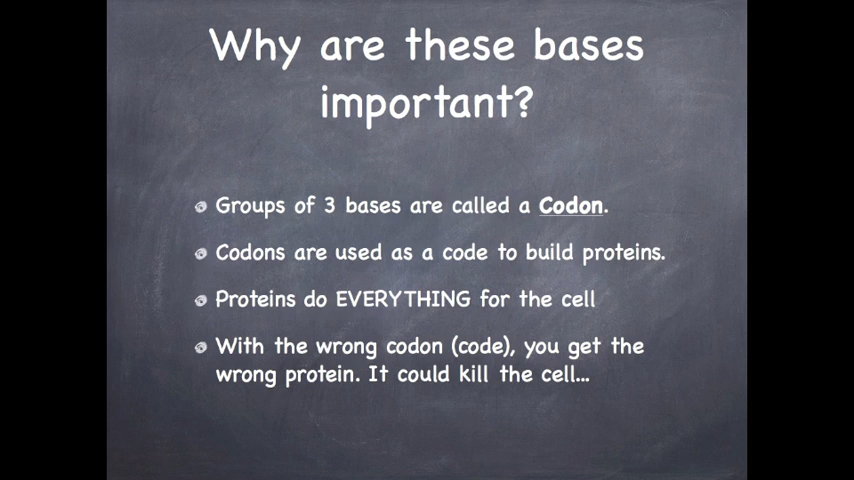 Why are these bases
important?
Groups of 3 bases are called a Codon.
Codons are used as a code to build proteins.
Proteins do EVERYTHING for the cell
With the wrong codon (code), you get the
wrong protein. It could kill the cell...